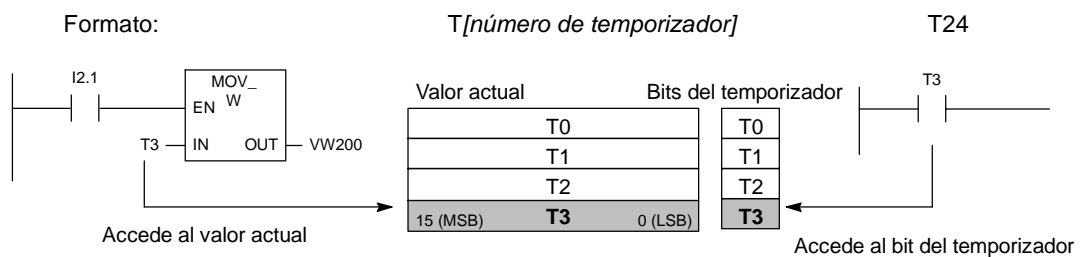 Formato: T[número de temporizador] T24
I2.1
MOV_
W
EN
T3 IN OUT VW200
Accede al valor actual
Valor actual Bits del temporizador
T0 T0
T1 T1
T2 T2
15 (MSB) T3 0 (LSB) T3
T3
Accede al bit del temporizador